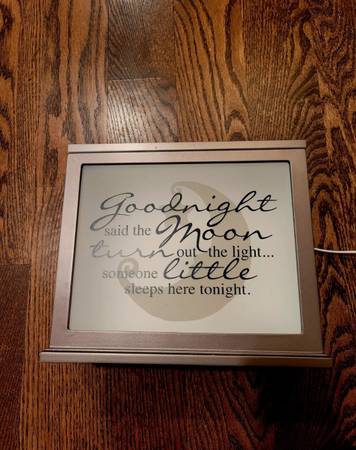 Goodnight
said the Moon
turn out the light...
someone little
sleeps here tonight.